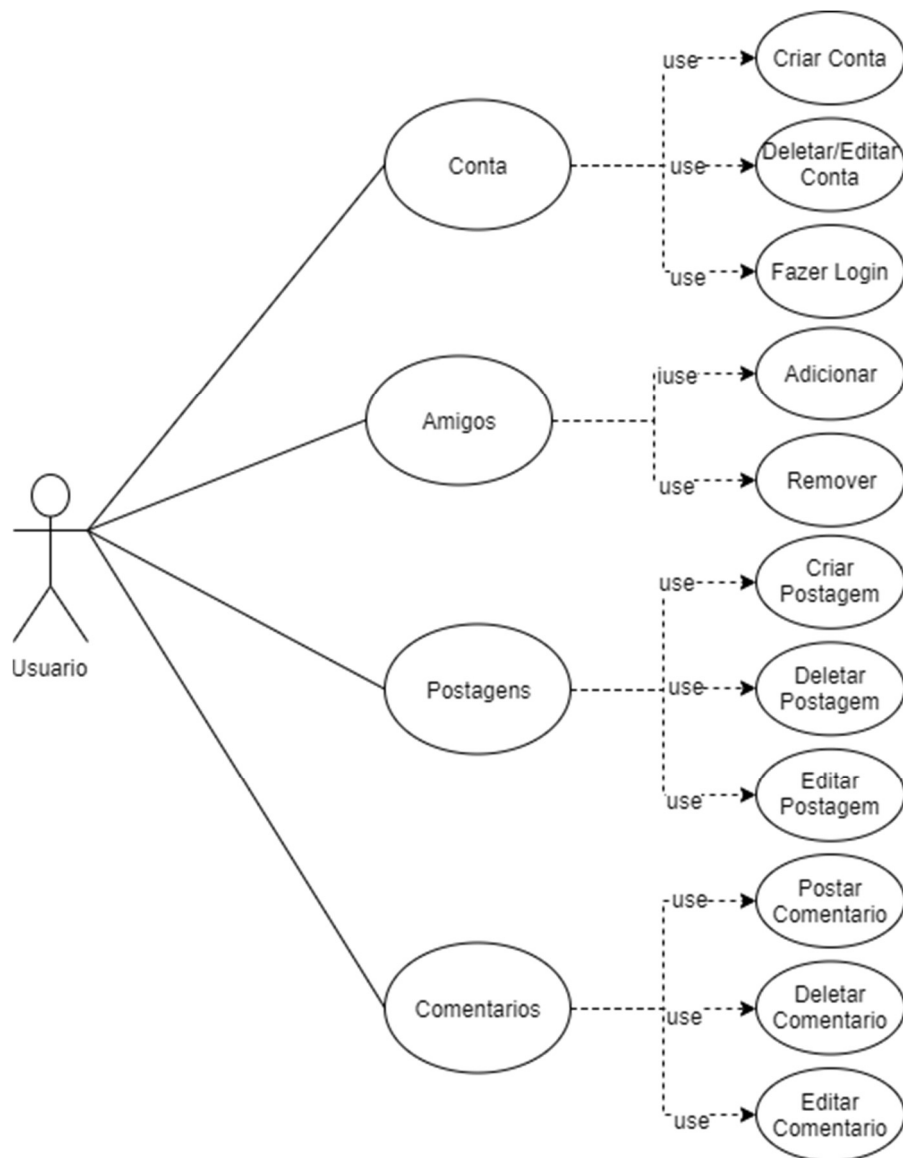 use
Criar Conta
Conta
use
Deletar/Editar
Conta
use
Fazer Login
Amigos
iuse
Adicionar
use
Remover
Usuario
use
Criar
Postagem
Postagens
use
Deletar
Postagem
use
Editar
Postagem
use
Postar
Comentario
Comentarios
use
Deletar
Comentario
use
Editar
Comentario